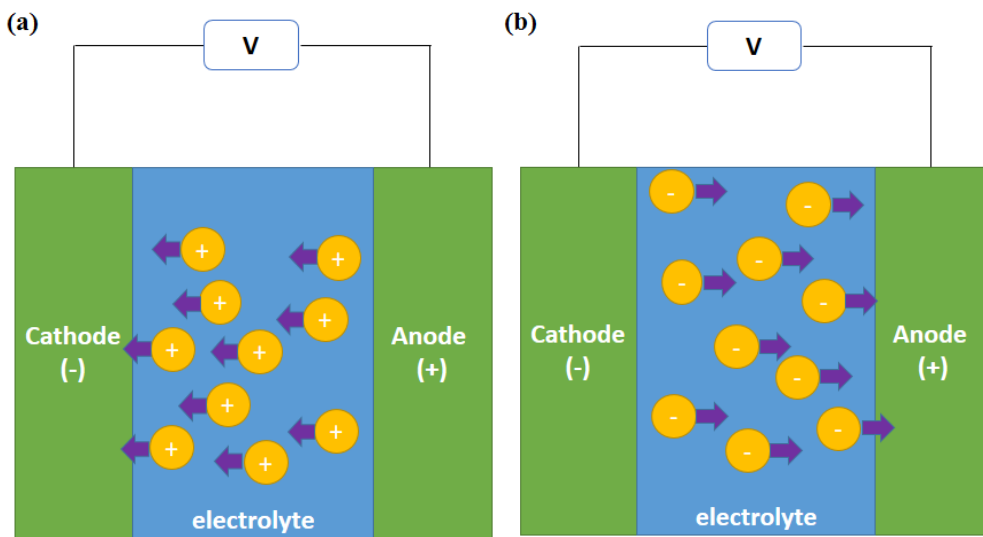 (a)
V
Cathode
(-)
Anode
(+)
+
+
+
+
+
+
+
+
+
+
electrolyte
(b)
V
Cathode
(-)
Anode
(+)
-
-
-
-
-
-
-
-
-
-
electrolyte